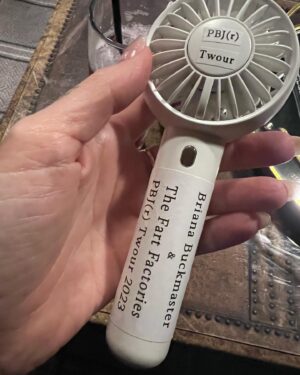 PBJ(r)
Twour
Briana Buckmaster
&
The Fart Factories
PBJ(r) Twour 2023